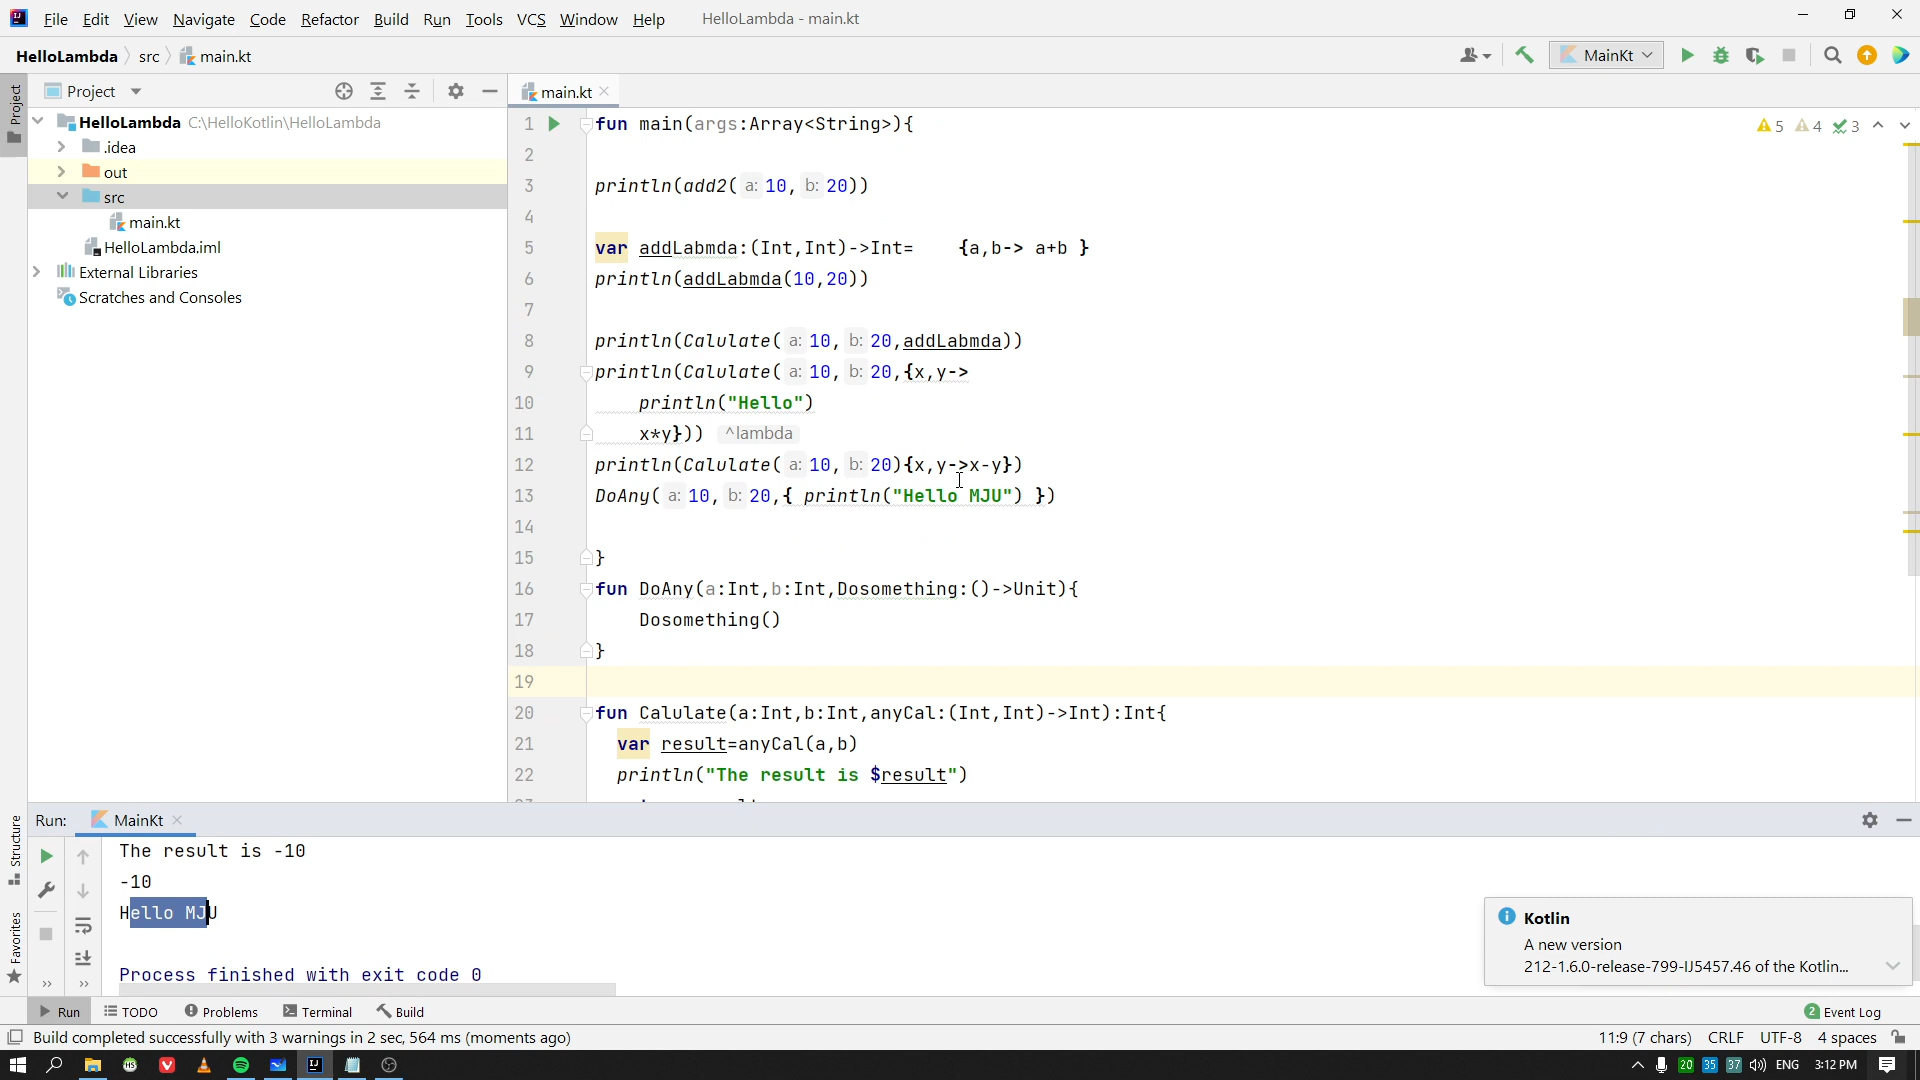 File Edit View Navigate Code Refactor Build Run Tools VCS Window Help HelloLambda - main.kt
HelloLambda src main.kt MainKt
Project main.kt
Project
HelloLambda C:\HelloKotlin\HelloLambda
.idea
out
src
main.kt
HelloLambda.iml
External Libraries
Scratches and Consoles
5 4 3
1 fun main(args:Array<String>){
2
3 println(add2( a: 10, b: 20))
4
5 var addLabmda:(Int,Int)->Int= {a,b-> a+b }
6 println(addLabmda(10,20))
7
8 println(Calulate( a: 10, b: 20,addLabmda))
9 println(Calulate( a: 10, b: 20,{x,y->
10 println("Hello")
11 x*y})) ^lambda
12 println(Calulate( a: 10, b: 20){x,y->x-y})
13 DoAny( a: 10, b: 20,{ println("Hello MJU") })
14
15 }
16 fun DoAny(a:Int,b:Int,Dosomething:()->Unit){
17 Dosomething()
18 }
19
20 fun Calulate(a:Int,b:Int,anyCal:(Int,Int)->Int):Int{
21 var result=anyCal(a,b)
22 println("The result is $result")
Structure
Favorites
Run: MainKt
The result is -10
-10
Hello MJU
Process finished with exit code 0
Kotlin
A new version
212-1.6.0-release-799-IJ5457.46 of the Kotlin...
Run TODO Problems Terminal Build 2 Event Log
Build completed successfully with 3 warnings in 2 sec, 564 ms (moments ago) 11:9 (7 chars) CRLF UTF-8 4 spaces
20 35 37 ENG 3:12 PM